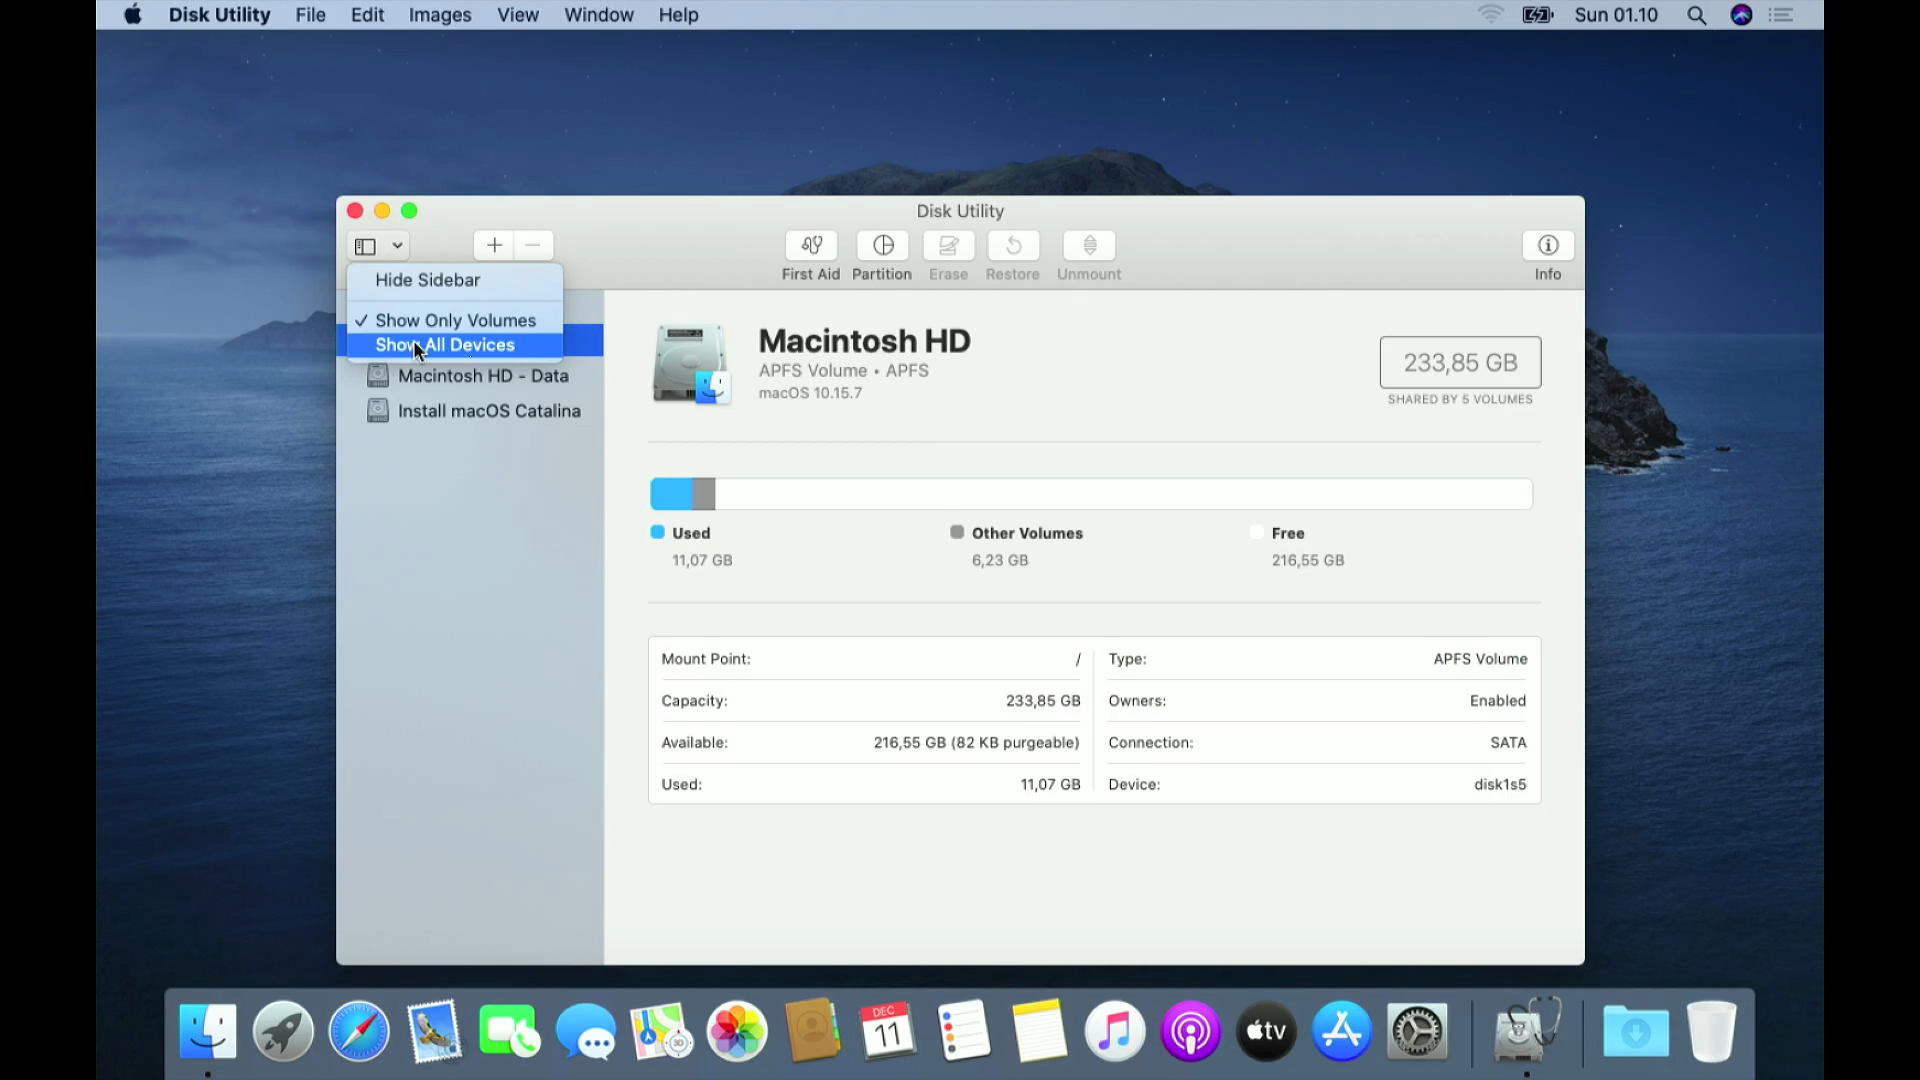 Disk Utility File Edit Images View Window Help Sun 01.10
Disk Utility
First Aid Partition Erase Restore Unmount Info
Hide Sidebar
✓ Show Only Volumes
Show All Devices
Macintosh HD - Data
Install macOS Catalina
Macintosh HD
APFS Volume • APFS
macOS 10.15.7
233,85 GB
SHARED BY 5 VOLUMES
Used
11,07 GB
Other Volumes
6,23 GB
Free
216,55 GB
Mount Point: /
Type: APFS Volume
Capacity: 233,85 GB
Owners: Enabled
Available: 216,55 GB (82 KB purgeable)
Connection: SATA
Used: 11,07 GB
Device: disk1s5
DEC
11
3D
tv